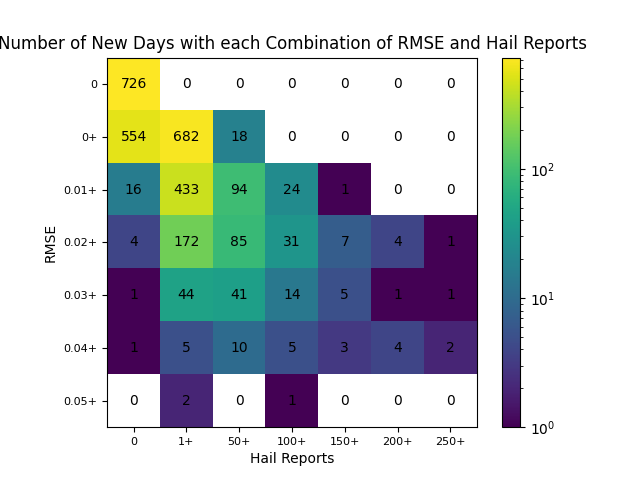 Number of New Days with each Combination of RMSE and Hail Reports
0 726 0 0 0 0 0 0
0+ 554 682 18 0 0 0 0
0.01+ 16 433 94 24 1 0 0
0.02+ 4 172 85 31 7 4 1
0.03+ 1 44 41 14 5 1 1
0.04+ 1 5 10 5 3 4 2
0.05+ 0 2 0 1 0 0 0
0 1+ 50+ 100+ 150+ 200+ 250+
Hail Reports
RMSE
10²
10¹
10⁰